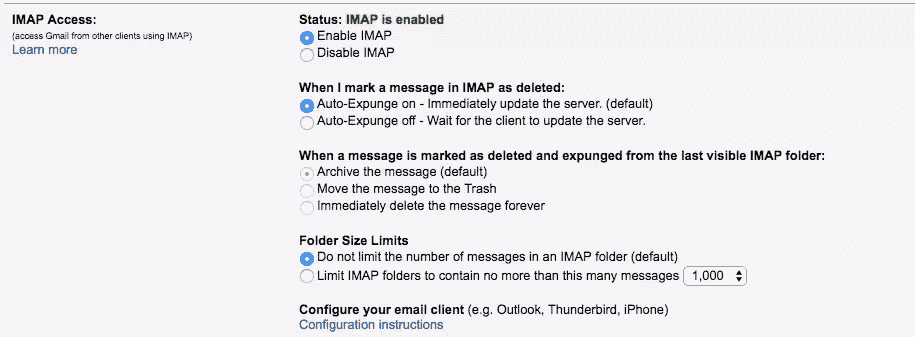 IMAP Access:
(access Gmail from other clients using IMAP)
Learn more
Status: IMAP is enabled
Enable IMAP
Disable IMAP
When I mark a message in IMAP as deleted:
Auto-Expunge on - Immediately update the server. (default)
Auto-Expunge off - Wait for the client to update the server.
When a message is marked as deleted and expunged from the last visible IMAP folder:
Archive the message (default)
Move the message to the Trash
Immediately delete the message forever
Folder Size Limits
Do not limit the number of messages in an IMAP folder (default)
Limit IMAP folders to contain no more than this many messages 1,000
Configure your email client (e.g. Outlook, Thunderbird, iPhone)
Configuration instructions